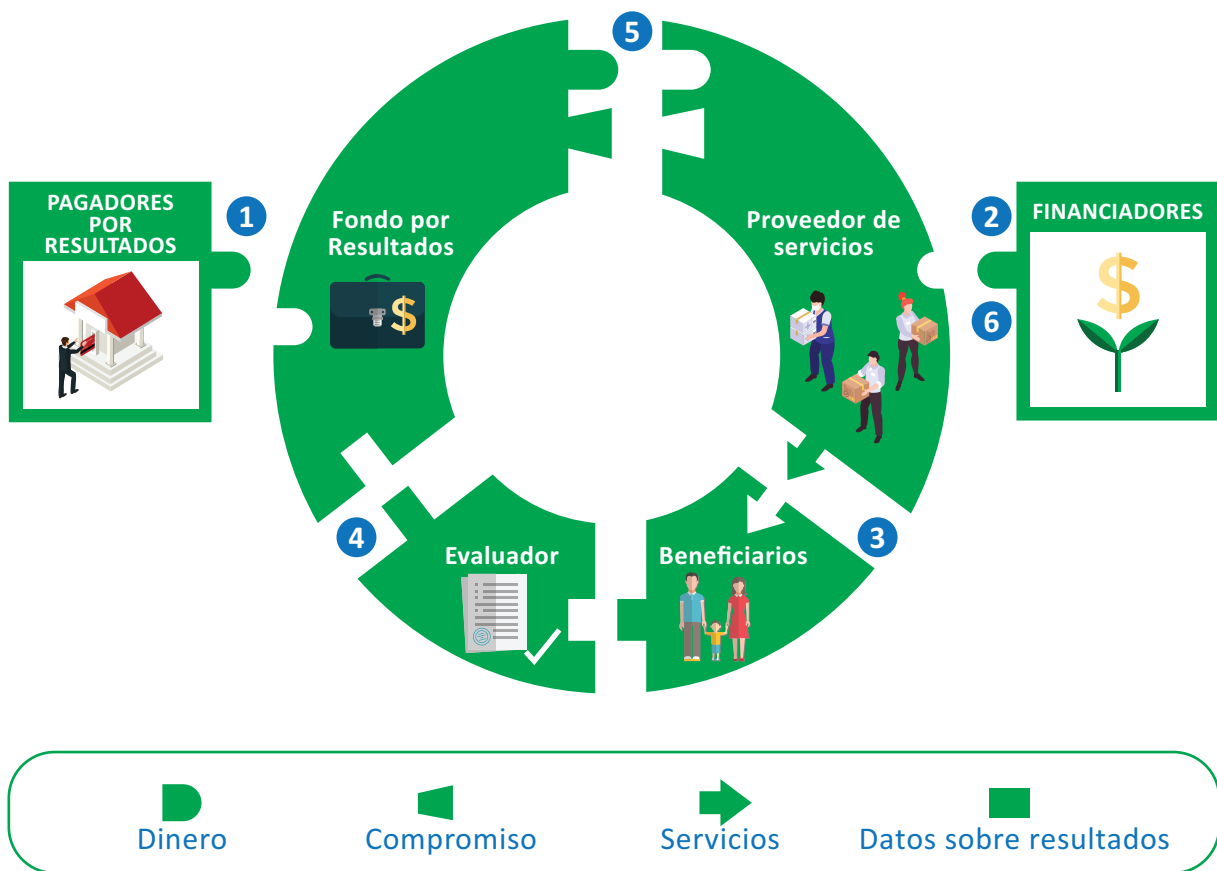 5
PAGADORES
POR
RESULTADOS
1
Fondo por
Resultados
$
Proveedor de
servicios
2
FINANCIADORES
$
6
4
Evaluador
Beneficiarios
3
Dinero
Compromiso
Servicios
Datos sobre resultados